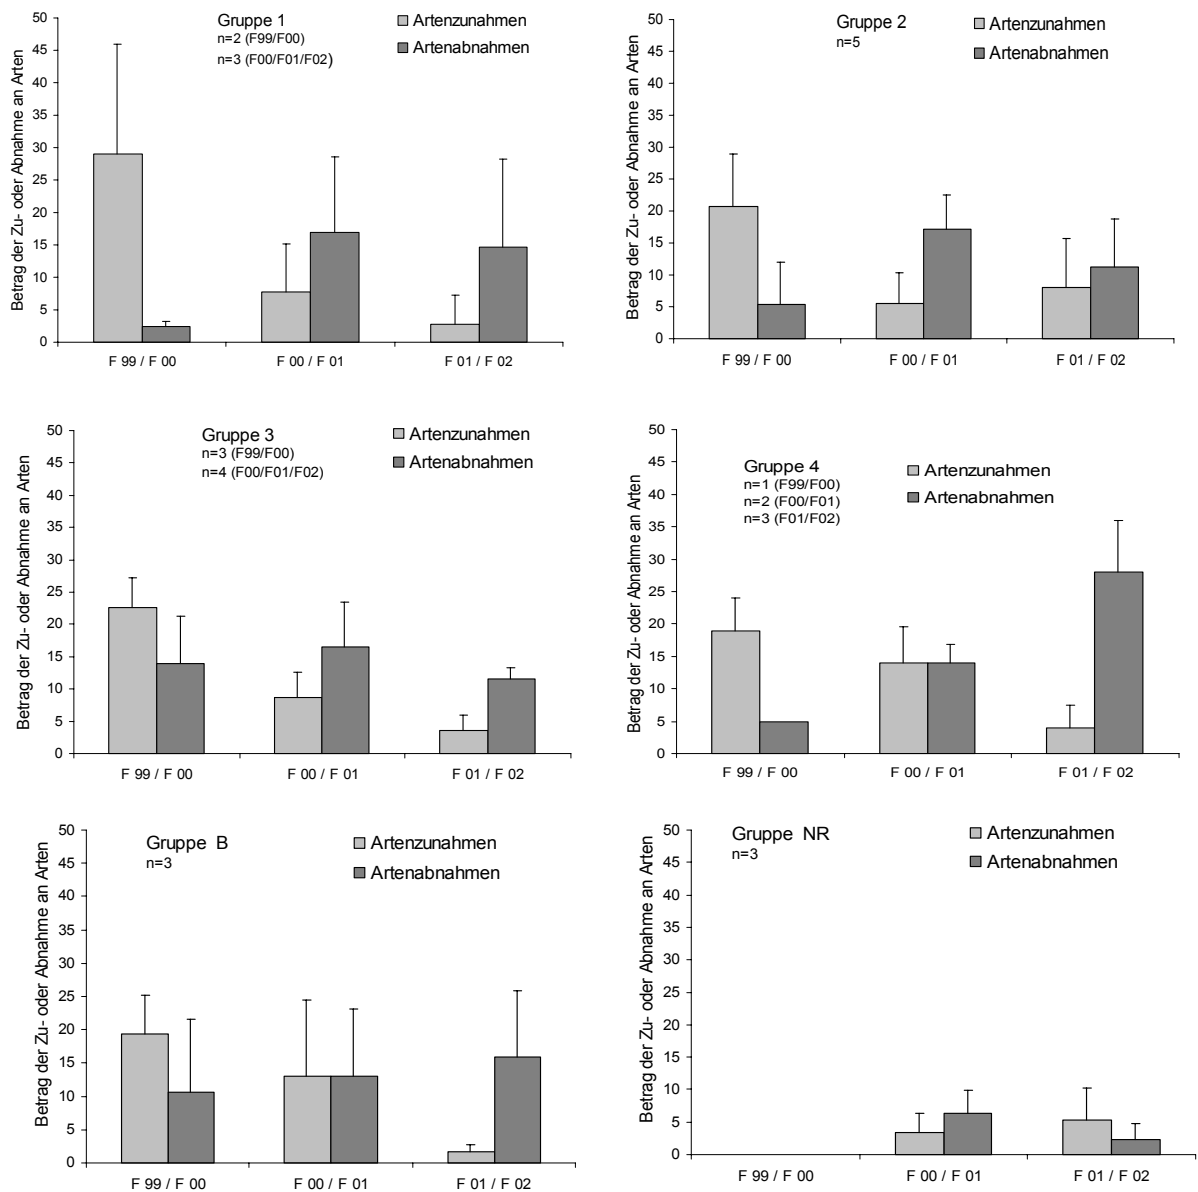 Gruppe 1
n=2 (F99/F00)
n=3 (F00/F01/F02)
Artenzunahmen
Artenabnahmen
Betrag der Zu- oder Abnahme an Arten
50
45
40
35
30
25
20
15
10
5
0
F 99 / F 00
F 00 / F 01
F 01 / F 02
Gruppe 2
n=5
Artenzunahmen
Artenabnahmen
Betrag der Zu- oder Abnahme an Arten
50
45
40
35
30
25
20
15
10
5
0
F 99 / F 00
F 00 / F 01
F 01 / F 02
Gruppe 3
n=3 (F99/F00)
n=4 (F00/F01/F02)
Artenzunahmen
Artenabnahmen
Betrag der Zu- oder Abnahme an Arten
50
45
40
35
30
25
20
15
10
5
0
F 99 / F 00
F 00 / F 01
F 01 / F 02
Gruppe 4
n=1 (F99/F00)
n=2 (F00/F01)
n=3 (F01/F02)
Artenzunahmen
Artenabnahmen
Betrag der Zu- oder Abnahme an Arten
50
45
40
35
30
25
20
15
10
5
0
F 99 / F 00
F 00 / F 01
F 01 / F 02
Gruppe B
n=3
Artenzunahmen
Artenabnahmen
Betrag der Zu- oder Abnahme an Arten
50
45
40
35
30
25
20
15
10
5
0
F 99 / F 00
F 00 / F 01
F 01 / F 02
Gruppe NR
n=3
Artenzunahmen
Artenabnahmen
Betrag der Zu- oder Abnahme an Arten
50
45
40
35
30
25
20
15
10
5
0
F 99 / F 00
F 00 / F 01
F 01 / F 02